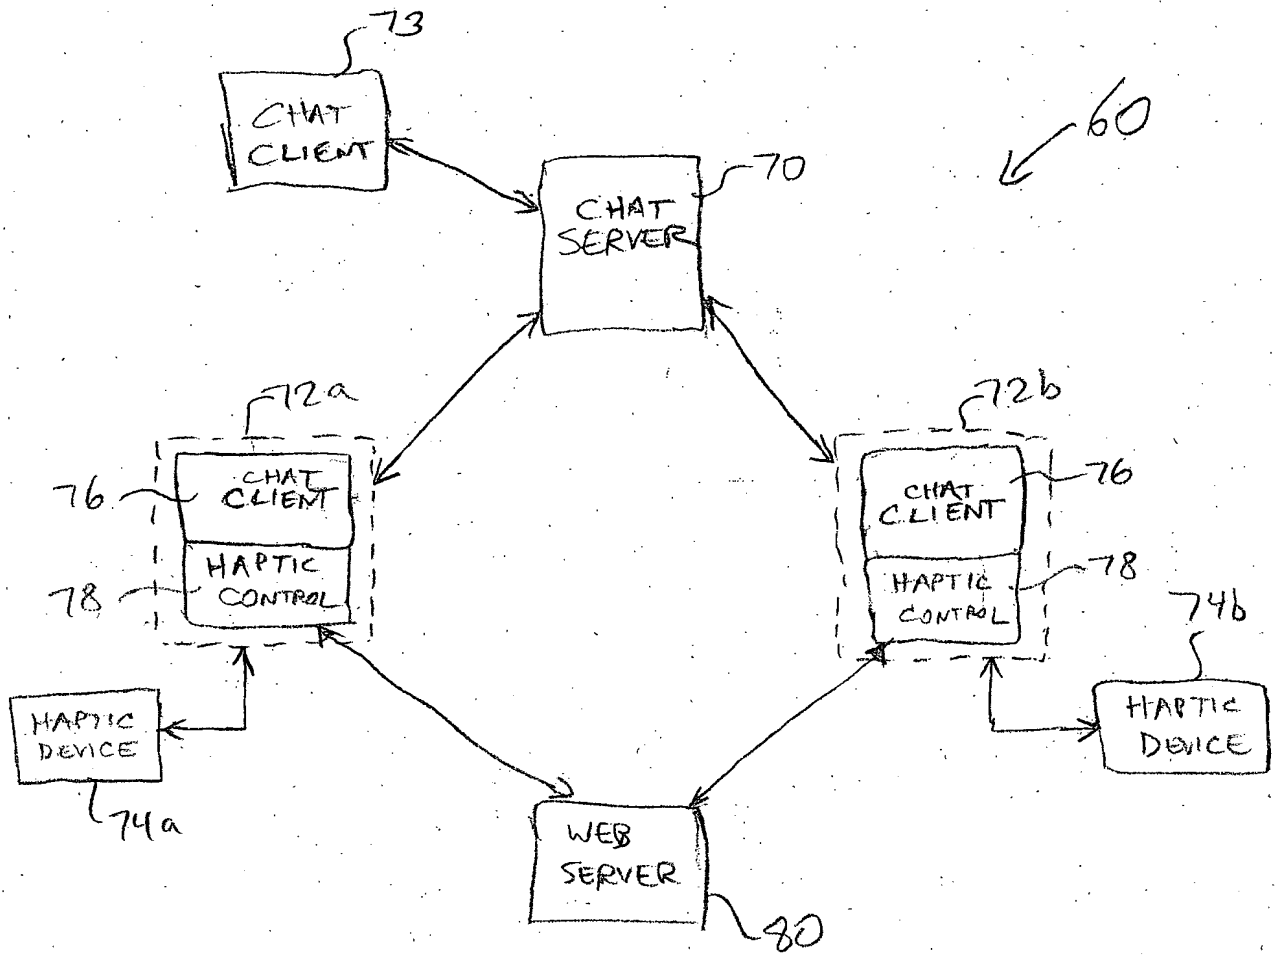 73
CHAT
CLIENT
60
70
CHAT
SERVER
72a
72b
76
CHAT
CLIENT
78
HAPTIC
CONTROL
CHAT
CLIENT
76
HAPTIC
CONTROL
78
74b
HAPTIC
DEVICE
74a
HAPTIC
DEVICE
WEB
SERVER
80